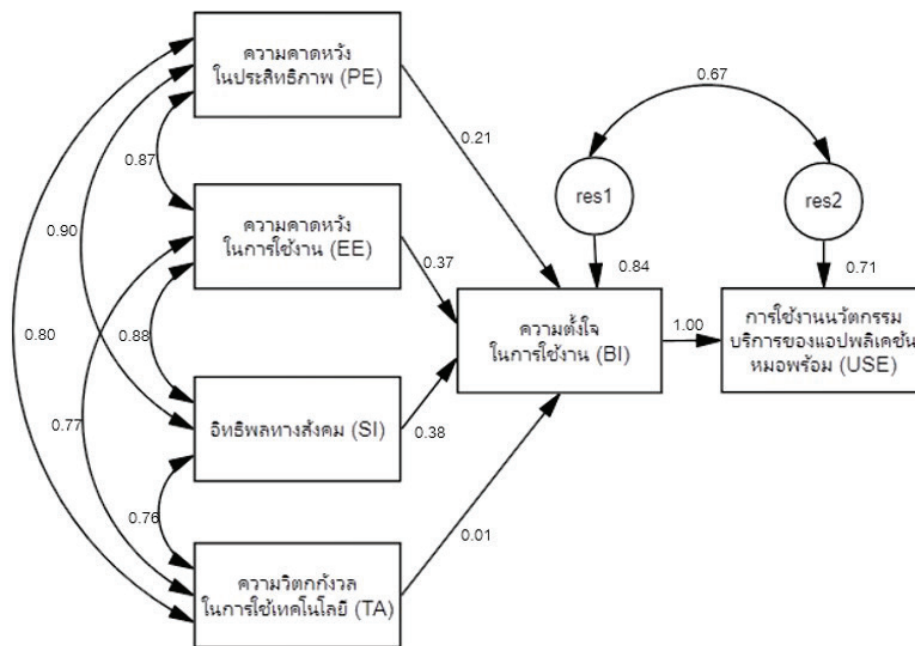 ความคาดหวัง
ในประสิทธิภาพ (PE)
0.67
0.21
0.87
res1
res2
ความคาดหวัง
ในการใช้งาน (EE)
0.90
0.37
0.84
0.71
ความตั้งใจ
ในการใช้งาน (BI)
1.00
การใช้งานนวัตกรรม
บริการของแอปพลิเคชัน
หมอพร้อม (USE)
0.80
0.88
0.77
อิทธิพลทางสังคม (SI)
0.38
0.76
0.01
ความวิตกกังวล
ในการใช้เทคโนโลยี (TA)